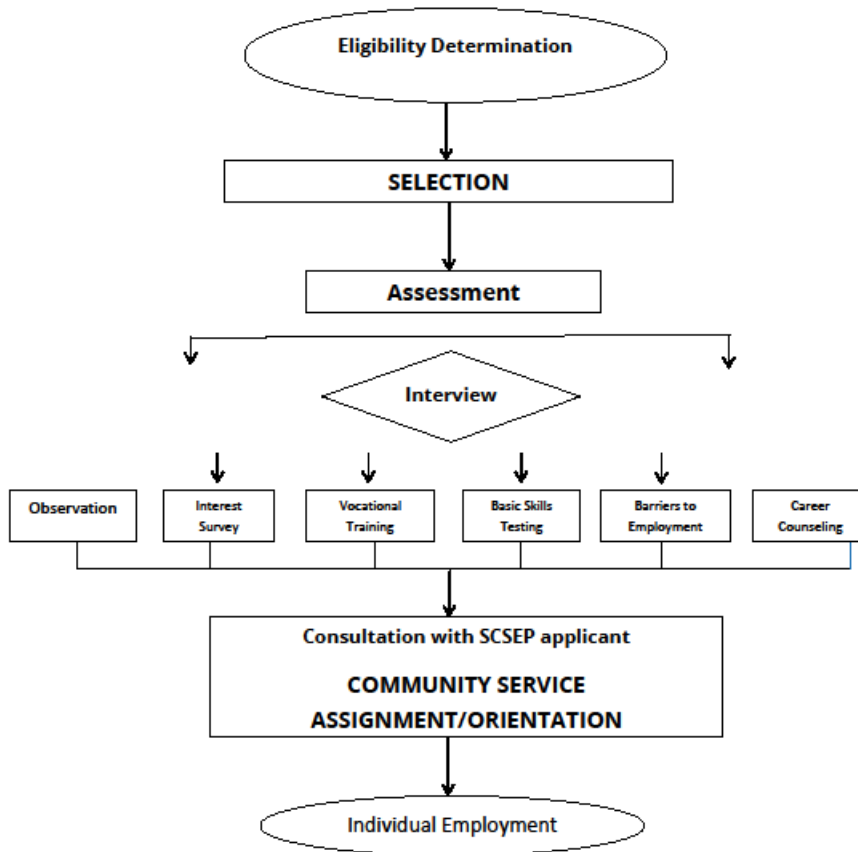 Eligibility Determination
SELECTION
Assessment
Interview
Observation
Interest
Survey
Vocational
Training
Basic Skills
Testing
Barriers to
Employment
Career
Counseling
Consultation with SCSEP applicant
COMMUNITY SERVICE
ASSIGNMENT/ORIENTATION
Individual Employment